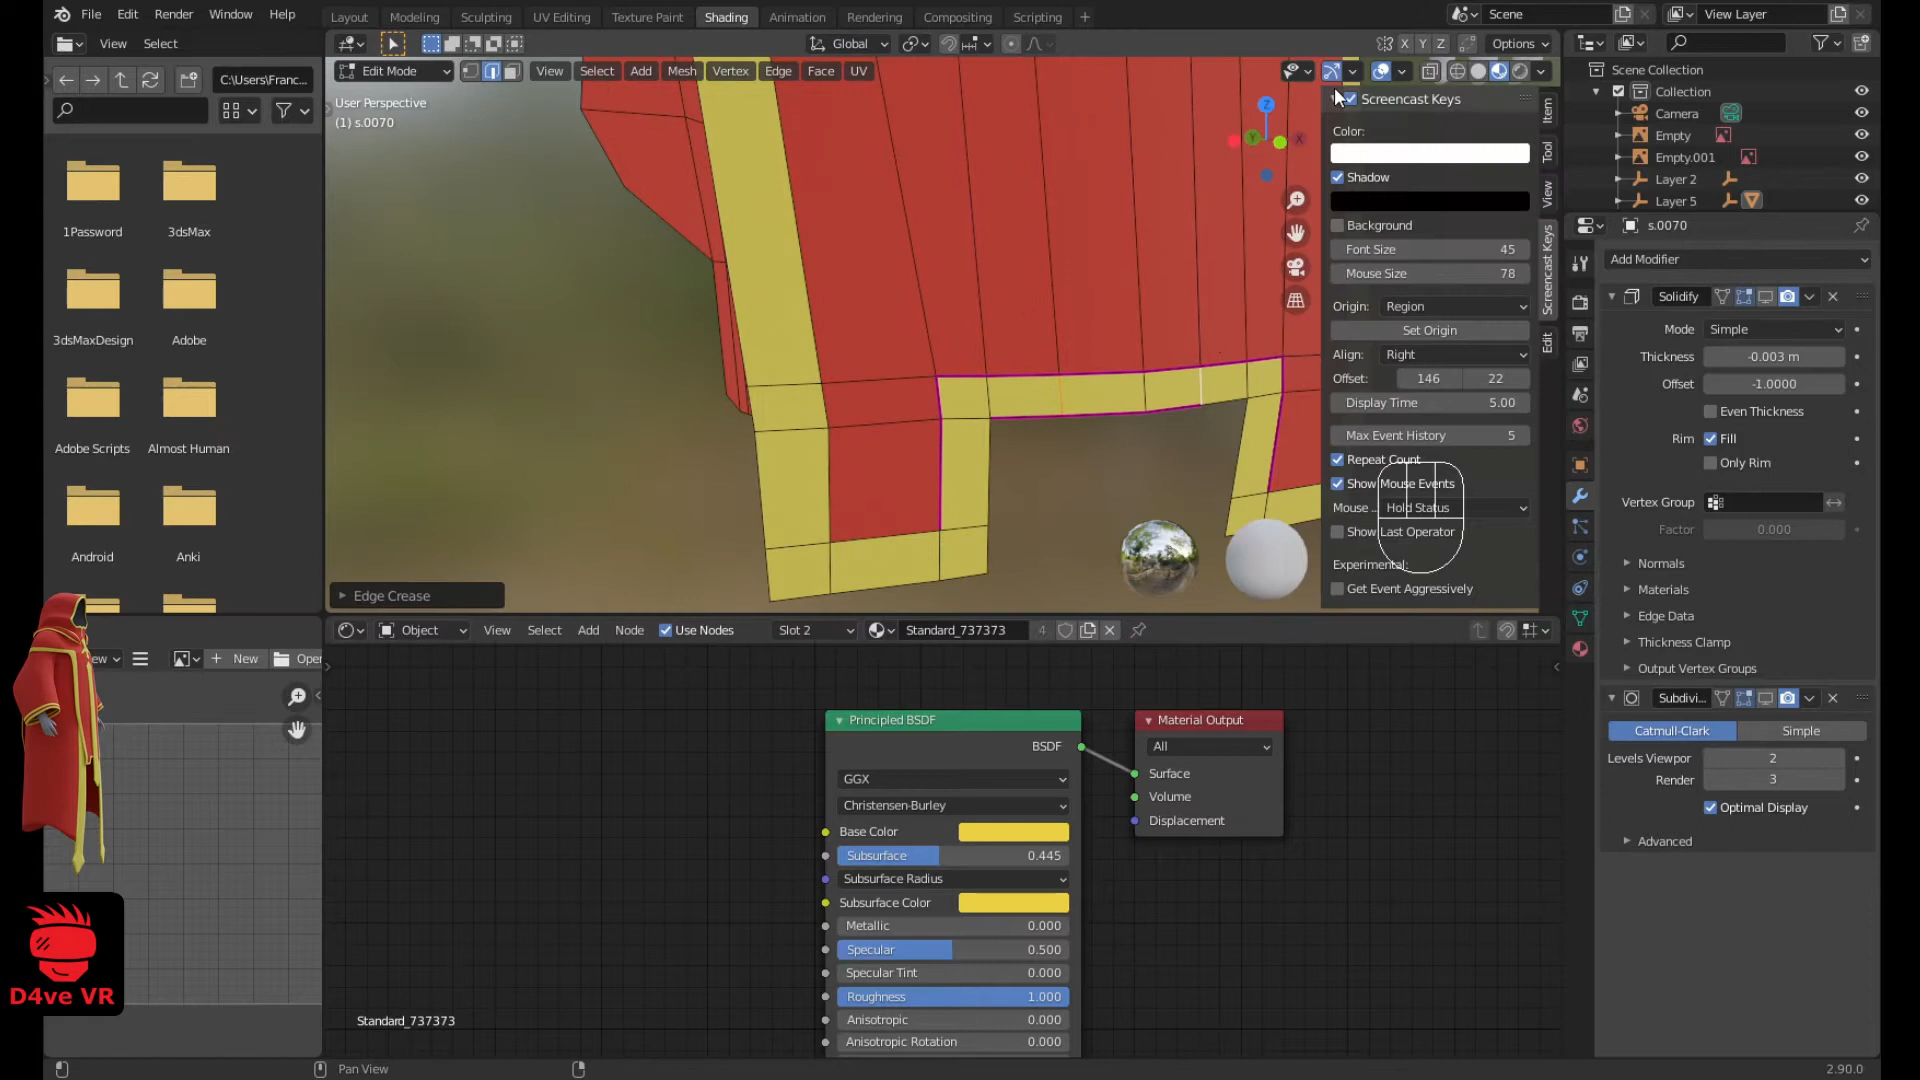 File Edit Render Window Help
Layout Modeling Sculpting UV Editing Texture Paint Shading Animation Rendering Compositing Scripting +
Scene
View Layer
View Select
Global
X Y Z
Options
Edit Mode
View Select Add Mesh Vertex Edge Face UV
C:\Users\Franc...
User Perspective
(1) s.0070
Z
Y
X
1Password
3dsMax
3dsMaxDesign
Adobe
Adobe Scripts
Almost Human
Android
Anki
Screencast Keys
Color:
Shadow
Background
Font Size 45
Mouse Size 78
Origin: Region
Set Origin
Align: Right
Offset: 146 22
Display Time 5.00
Max Event History 5
Repeat Count
Show Mouse Events
Mouse ... Hold Status
Show Last Operator
Experimental:
Get Event Aggressively
Item
Tool
View
Screencast Keys
Edit
Edge Crease
Scene Collection
Collection
Camera
Empty
Empty.001
Layer 2
Layer 5
s.0070
Add Modifier
Solidify
Mode Simple
Thickness -0.003 m
Offset -1.0000
Even Thickness
Rim Fill
Only Rim
Vertex Group
Factor 0.000
Normals
Materials
Edge Data
Thickness Clamp
Output Vertex Groups
Subdivi...
Catmull-Clark Simple
Levels Viewpor 2
Render 3
Optimal Display
Advanced
Object View Select Add Node Use Nodes Slot 2 Standard_737373 4
ew New Oper
Principled BSDF
BSDF
GGX
Christensen-Burley
Base Color
Subsurface 0.445
Subsurface Radius
Subsurface Color
Metallic 0.000
Specular 0.500
Specular Tint 0.000
Roughness 1.000
Anisotropic 0.000
Anisotropic Rotation 0.000
Material Output
All
Surface
Volume
Displacement
Standard_737373
D4ve VR
Pan View
2.90.0